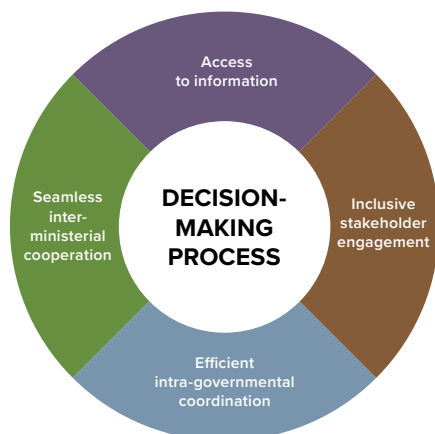 Access
to information
Inclusive
stakeholder
engagement
Efficient
intra-governmental
coordination
Seamless
inter-
ministerial
cooperation
DECISION-
MAKING
PROCESS